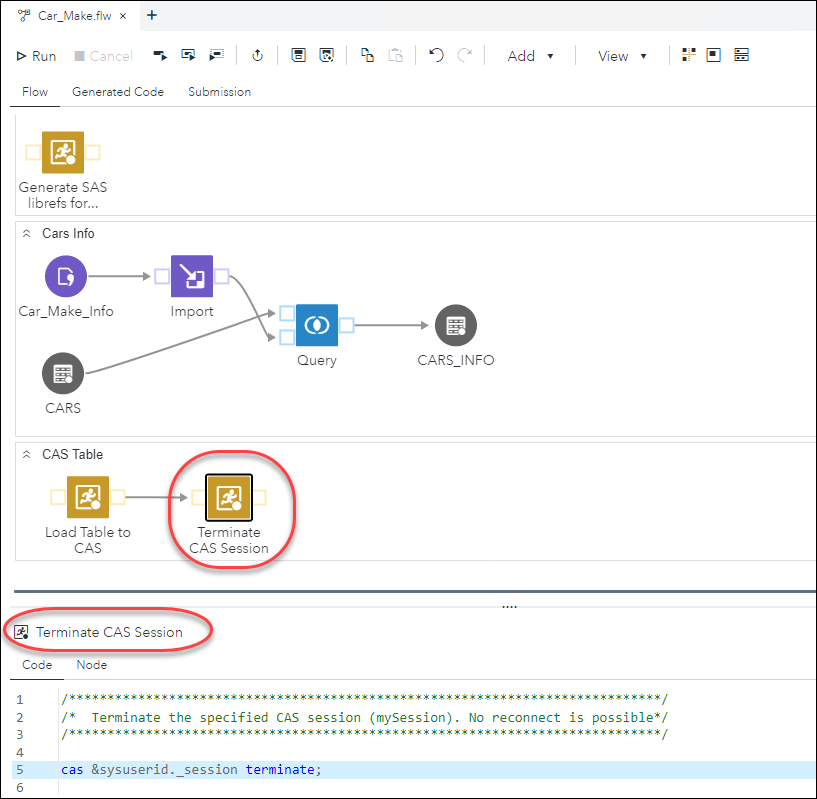 Car_Make.flw × +
Run Cancel Add View
Flow Generated Code Submission
Generate SAS
librefs for...
Cars Info
Car_Make_Info
Import
Query
CARS_INFO
CARS
CAS Table
Load Table to
CAS
Terminate
CAS Session
....
Terminate CAS Session
Code Node
1 /*****************************************************************************/
2 /*  Terminate the specified CAS session (mySession). No reconnect is possible*/
3 /*****************************************************************************/
4
5 cas &sysuserid._session terminate;
6